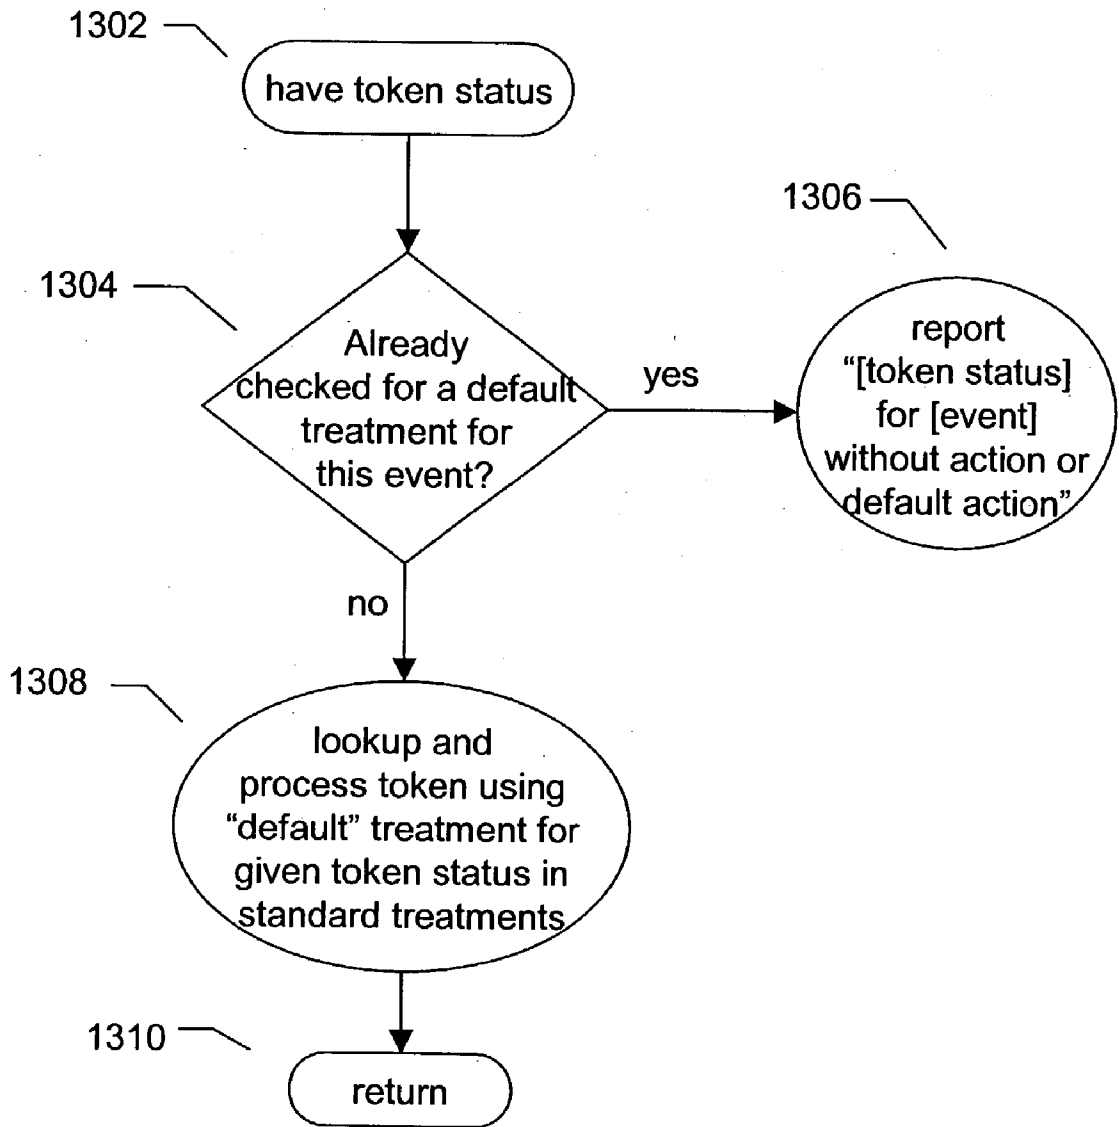 1302
have token status
1306
1304
Already
checked for a default
treatment for
this event?
yes
report
“[token status]
for [event]
without action or
default action”
no
1308
lookup and
process token using
“default” treatment for
given token status in
standard treatments
1310
return